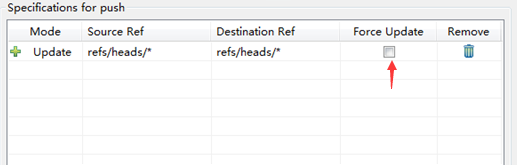 Specifications for push
Mode Source Ref Destination Ref Force Update Remove
Update refs/heads/* refs/heads/*